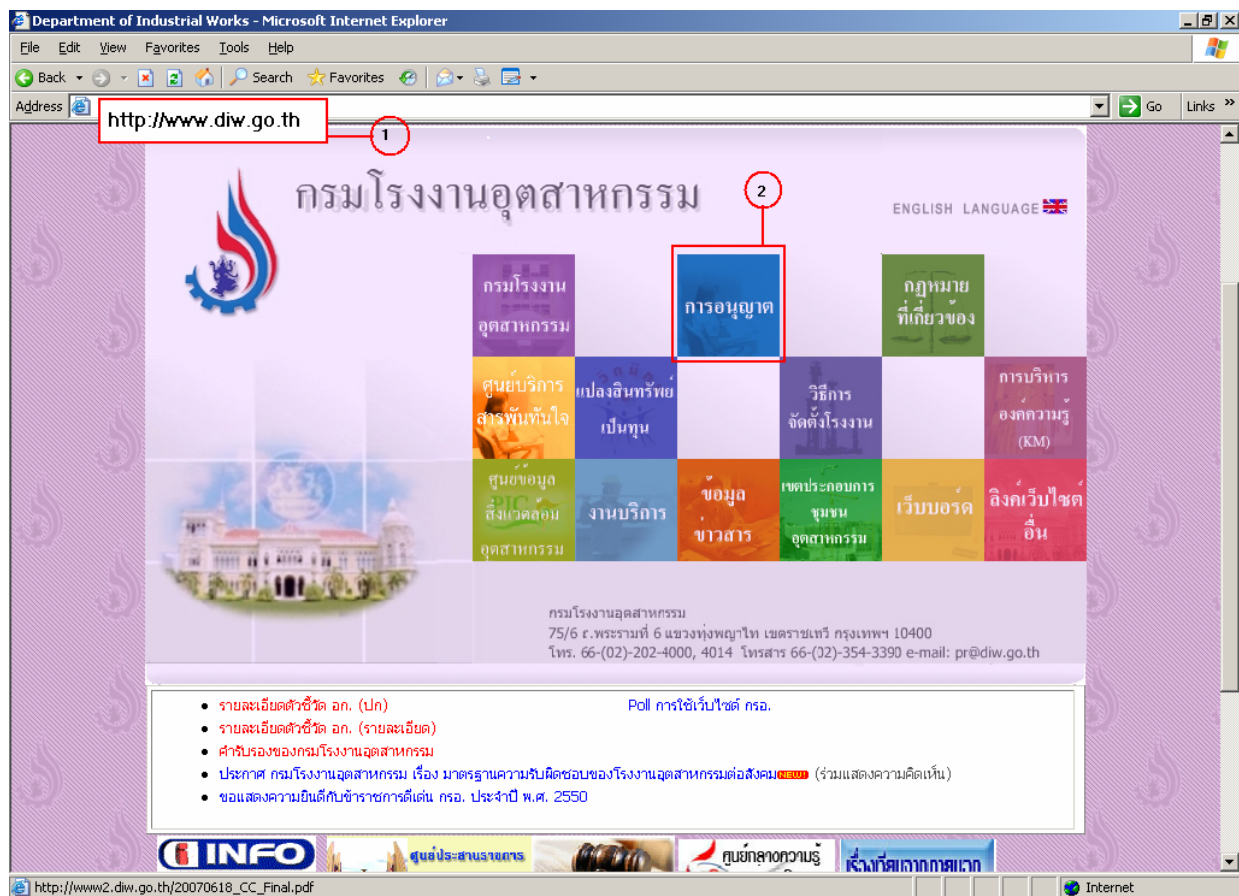 Department of Industrial Works - Microsoft Internet Explorer
File Edit View Favorites Tools Help
Back Search Favorites
Address http://www.diw.go.th Go Links »
1
กรมโรงงานอุตสาหกรรม
2
ENGLISH LANGUAGE
กรมโรงงาน
อุตสาหกรรม
การอนุญาต
กฎหมาย
ที่เกี่ยวข้อง
ศูนย์บริการ
สารพันทันใจ
แปลงสินทรัพย์
เป็นทุน
วิธีการ
จัดตั้งโรงงาน
การบริหาร
องค์ความรู้
(KM)
ศูนย์ข้อมูล
สิ่งแวดล้อม
อุตสาหกรรม
PIC
งานบริการ
ข้อมูล
ข่าวสาร
เขตประกอบการ
ชุมชน
อุตสาหกรรม
เว็บบอร์ด
ลิงค์เว็บไซต์
อื่น
กรมโรงงานอุตสาหกรรม
75/6 ถ.พระรามที่ 6 แขวงทุ่งพญาไท เขตราชเทวี กรุงเทพฯ 10400
โทร. 66-(02)-202-4000, 4014 โทรสาร 66-(02)-354-3390 e-mail: pr@diw.go.th
รายละเอียดตัวชี้วัด อก. (ปก) Poll การใช้เว็บไซต์ กรอ.
รายละเอียดตัวชี้วัด อก. (รายละเอียด)
คำรับรองของกรมโรงงานอุตสาหกรรม
ประกาศ กรมโรงงานอุตสาหกรรม เรื่อง มาตรฐานความรับผิดชอบของโรงงานอุตสาหกรรมต่อสังคม NEW (ร่วมแสดงความคิดเห็น)
ขอแสดงความยินดีกับข้าราชการดีเด่น กรอ. ประจำปี พ.ศ. 2550
INFO ศูนย์ประสานราชการ ศูนย์กลางความรู้
http://www2.diw.go.th/20070618_CC_Final.pdf Internet